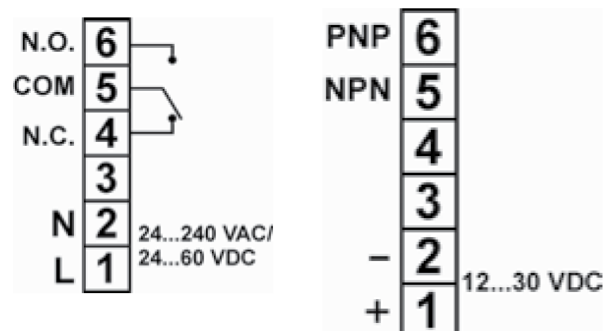 N.O. 6
COM 5
N.C. 4
3
N 2 24...240 VAC/
L 1 24...60 VDC
PNP 6
NPN 5
4
3
– 2
+ 1
12...30 VDC